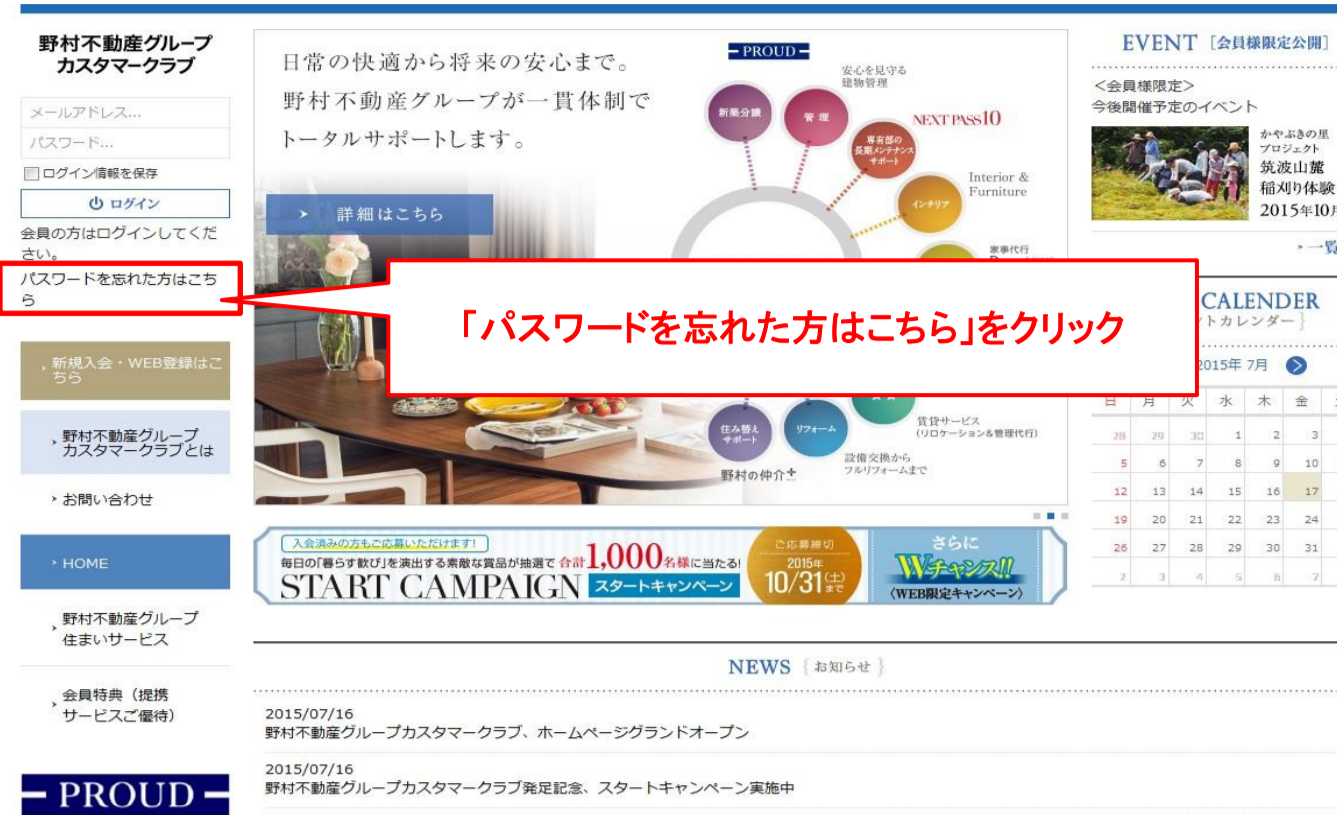 野村不動産グループ
カスタマークラブ
メールアドレス...
パスワード...
ログイン情報を保存
ログイン
会員の方はログインしてくだ
さい。
パスワードを忘れた方はこち
ら
新規入会・WEB登録はこ
ちら
野村不動産グループ
カスタマークラブとは
お問い合わせ
HOME
野村不動産グループ
住まいサービス
会員特典（提携
サービスご優待）
PROUD
日常の快適から将来の安心まで。
野村不動産グループが一貫体制で
トータルサポートします。
詳細はこちら
PROUD
安心を見守る
建物管理
新築分譲
管理
NEXT PASS10
専有部の
長期メンテナンス
サポート
Interior &
Furniture
インテリア
家事代行
「パスワードを忘れた方はこちら」をクリック
賃貸サービス
(リロケーション&管理代行)
住み替え
サポート
リフォーム
設備交換から
フルリフォームまで
野村の仲介+
入会済みの方もご応募いただけます!
毎日の「暮らす歓び」を演出する素敵な賞品が抽選で 合計1,000名様に当たる!
START CAMPAIGN スタートキャンペーン
ご応募締切
2015年
10/31(土)まで
さらに
Wチャンス!!
〈WEB限定キャンペーン〉
NEWS {お知らせ}
2015/07/16
野村不動産グループカスタマークラブ、ホームページグランドオープン
2015/07/16
野村不動産グループカスタマークラブ発足記念、スタートキャンペーン実施中
EVENT [会員様限定公開]
<会員様限定>
今後開催予定のイベント
かやぶきの里
プロジェクト
筑波山麓
稲刈り体験
2015年10月
一覧
CALENDER
トカレンダー}
2015年 7月
日 月 火 水 木 金
28 29 30 1 2 3
5 6 7 8 9 10
12 13 14 15 16 17
19 20 21 22 23 24
26 27 28 29 30 31
2 3 4 5 6 7